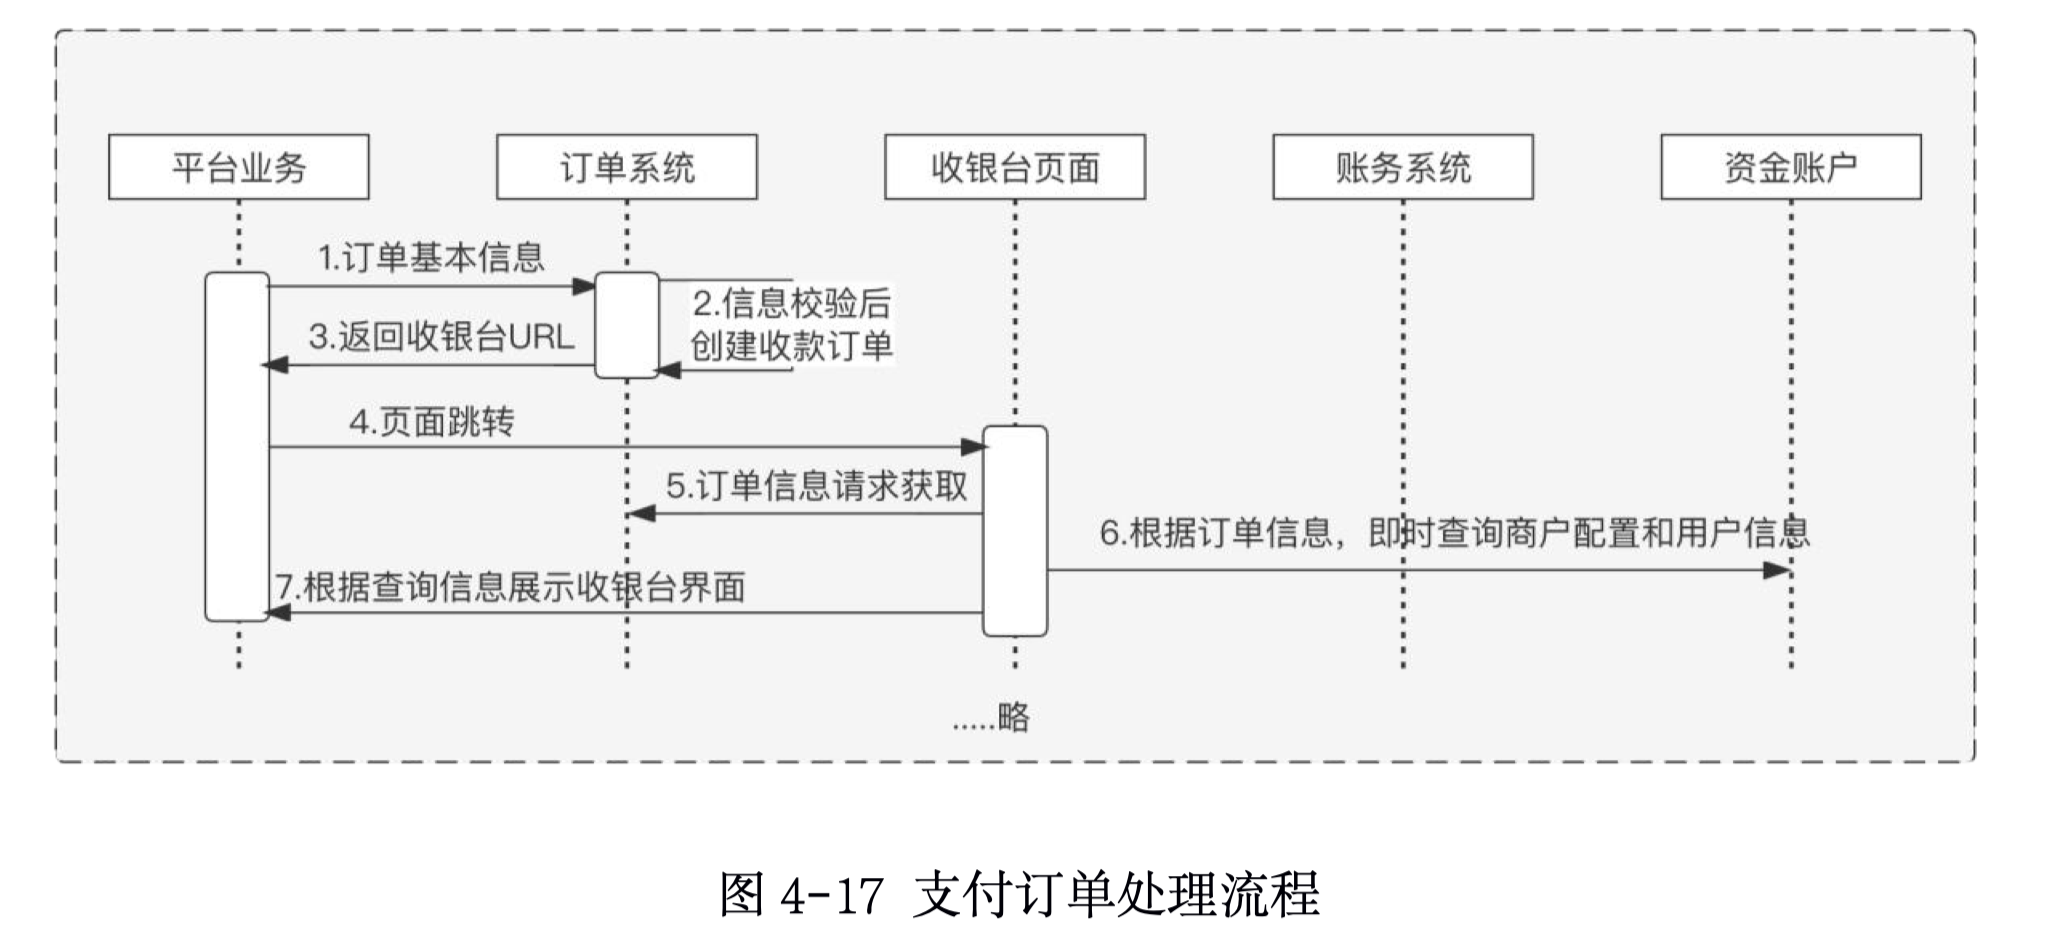 平台业务
订单系统
收银台页面
账务系统
资金账户
1.订单基本信息
2.信息校验后
创建收款订单
3.返回收银台URL
4.页面跳转
5.订单信息请求获取
6.根据订单信息，即时查询商户配置和用户信息
7.根据查询信息展示收银台界面
.....略
图 4-17 支付订单处理流程